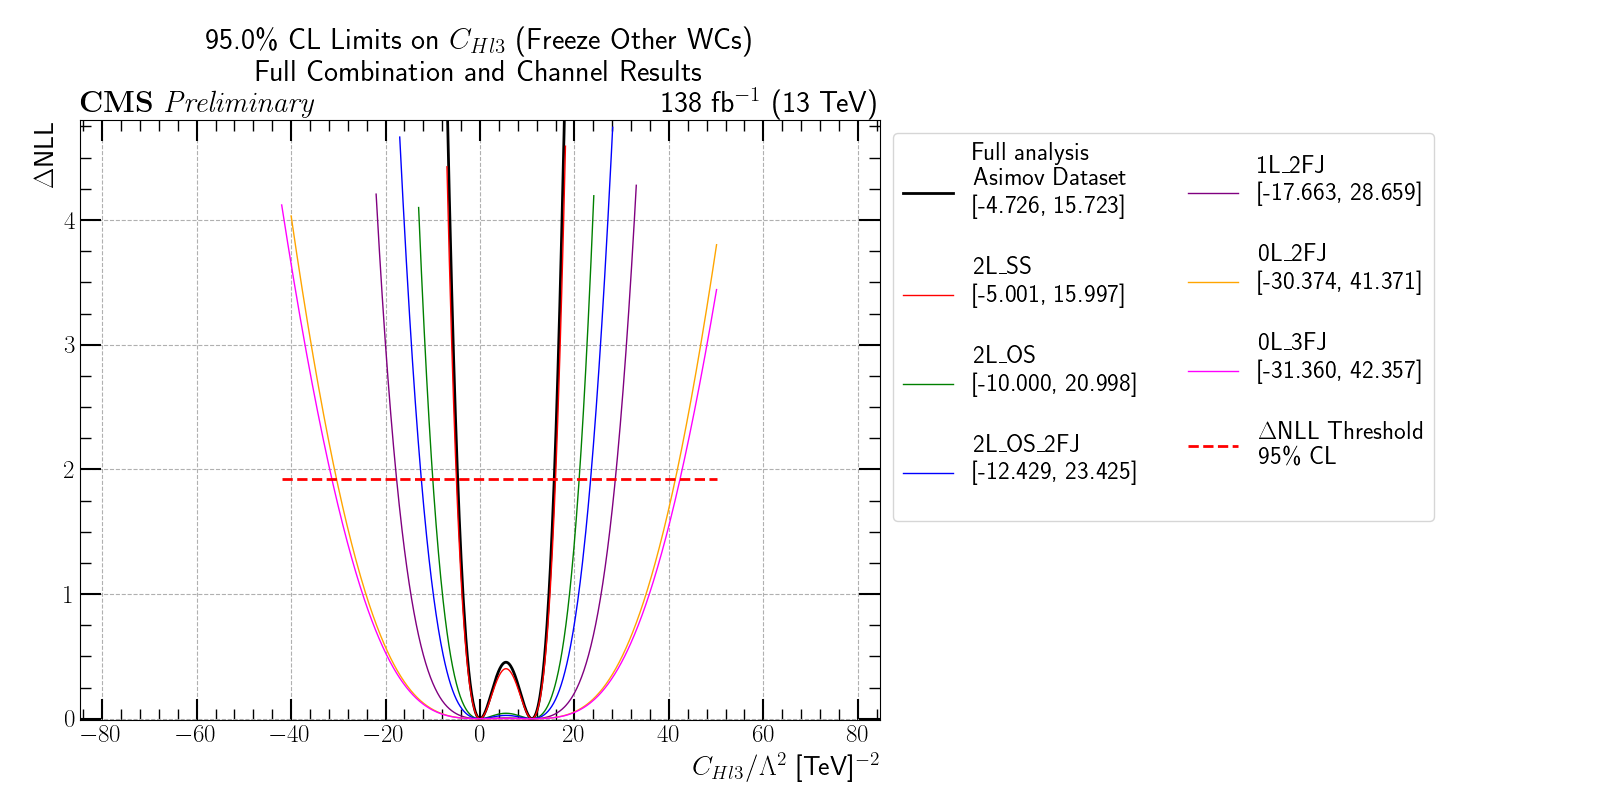 95.0% CL Limits on C_{Hl3} (Freeze Other WCs)
Full Combination and Channel Results
CMS Preliminary
138 fb^{-1} (13 TeV)
ΔNLL
4
3
2
1
0
−80
−60
−40
−20
0
20
40
60
80
C_{Hl3}/Λ^2 [TeV]^{-2}
Full analysis
Asimov Dataset
[-4.726, 15.723]
2L_SS
[-5.001, 15.997]
2L_OS
[-10.000, 20.998]
2L_OS_2FJ
[-12.429, 23.425]
1L_2FJ
[-17.663, 28.659]
0L_2FJ
[-30.374, 41.371]
0L_3FJ
[-31.360, 42.357]
ΔNLL Threshold
95% CL